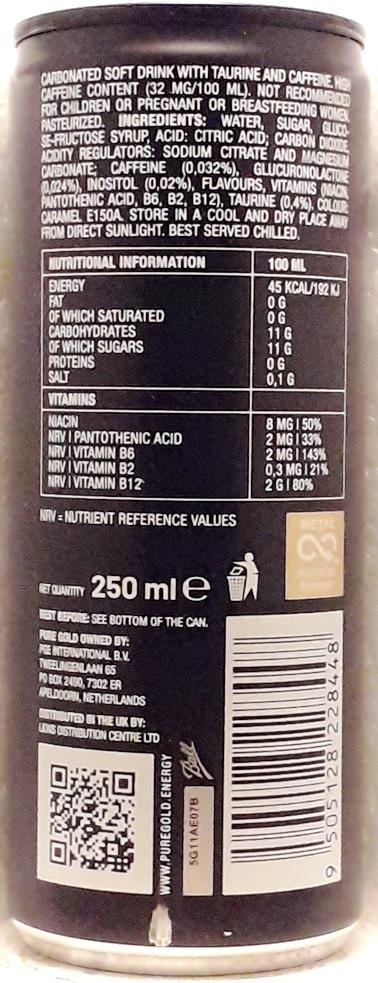 CARBONATED SOFT DRINK WITH TAURINE AND CAFFEINE. HIGH
CAFFEINE CONTENT (32 MG/100 ML). NOT RECOMMENDED
FOR CHILDREN OR PREGNANT OR BREASTFEEDING WOMEN.
PASTEURIZED. INGREDIENTS: WATER, SUGAR, GLUCO-
SE-FRUCTOSE SYRUP, ACID: CITRIC ACID; CARBON DIOXIDE,
ACIDITY REGULATORS: SODIUM CITRATE AND MAGNESIUM
CARBONATE; CAFFEINE (0,032%), GLUCURONOLACTONE
(0,024%), INOSITOL (0,02%), FLAVOURS, VITAMINS (NIACIN,
PANTOTHENIC ACID, B6, B2, B12), TAURINE (0,4%). COLOUR:
CARAMEL E150A. STORE IN A COOL AND DRY PLACE AWAY
FROM DIRECT SUNLIGHT. BEST SERVED CHILLED.
NUTRITIONAL INFORMATION 100 ML
ENERGY 45 KCAL/192 KJ
FAT 0 G
OF WHICH SATURATED 0 G
CARBOHYDRATES 11 G
OF WHICH SUGARS 11 G
PROTEINS 0 G
SALT 0,1 G
VITAMINS
NIACIN 8 MG | 50%
NRV | PANTOTHENIC ACID 2 MG | 33%
NRV | VITAMIN B6 2 MG | 143%
NRV | VITAMIN B2 0,3 MG | 21%
NRV | VITAMIN B12 2 G | 80%
NRV = NUTRIENT REFERENCE VALUES
METAL
recycles
forever
NET QUANTITY 250 ml e
BEST BEFORE: SEE BOTTOM OF THE CAN.
PURE GOLD OWNED BY:
PGE INTERNATIONAL B.V.
TWEELINGENLAAN 65
PO BOX 2490, 7302 ER
APELDOORN, NETHERLANDS
DISTRIBUTED IN THE UK BY:
LIONS DISTRIBUTION CENTRE LTD
WWW.PUREGOLD.ENERGY
Ball
5G11AE07B
9 505128 228448